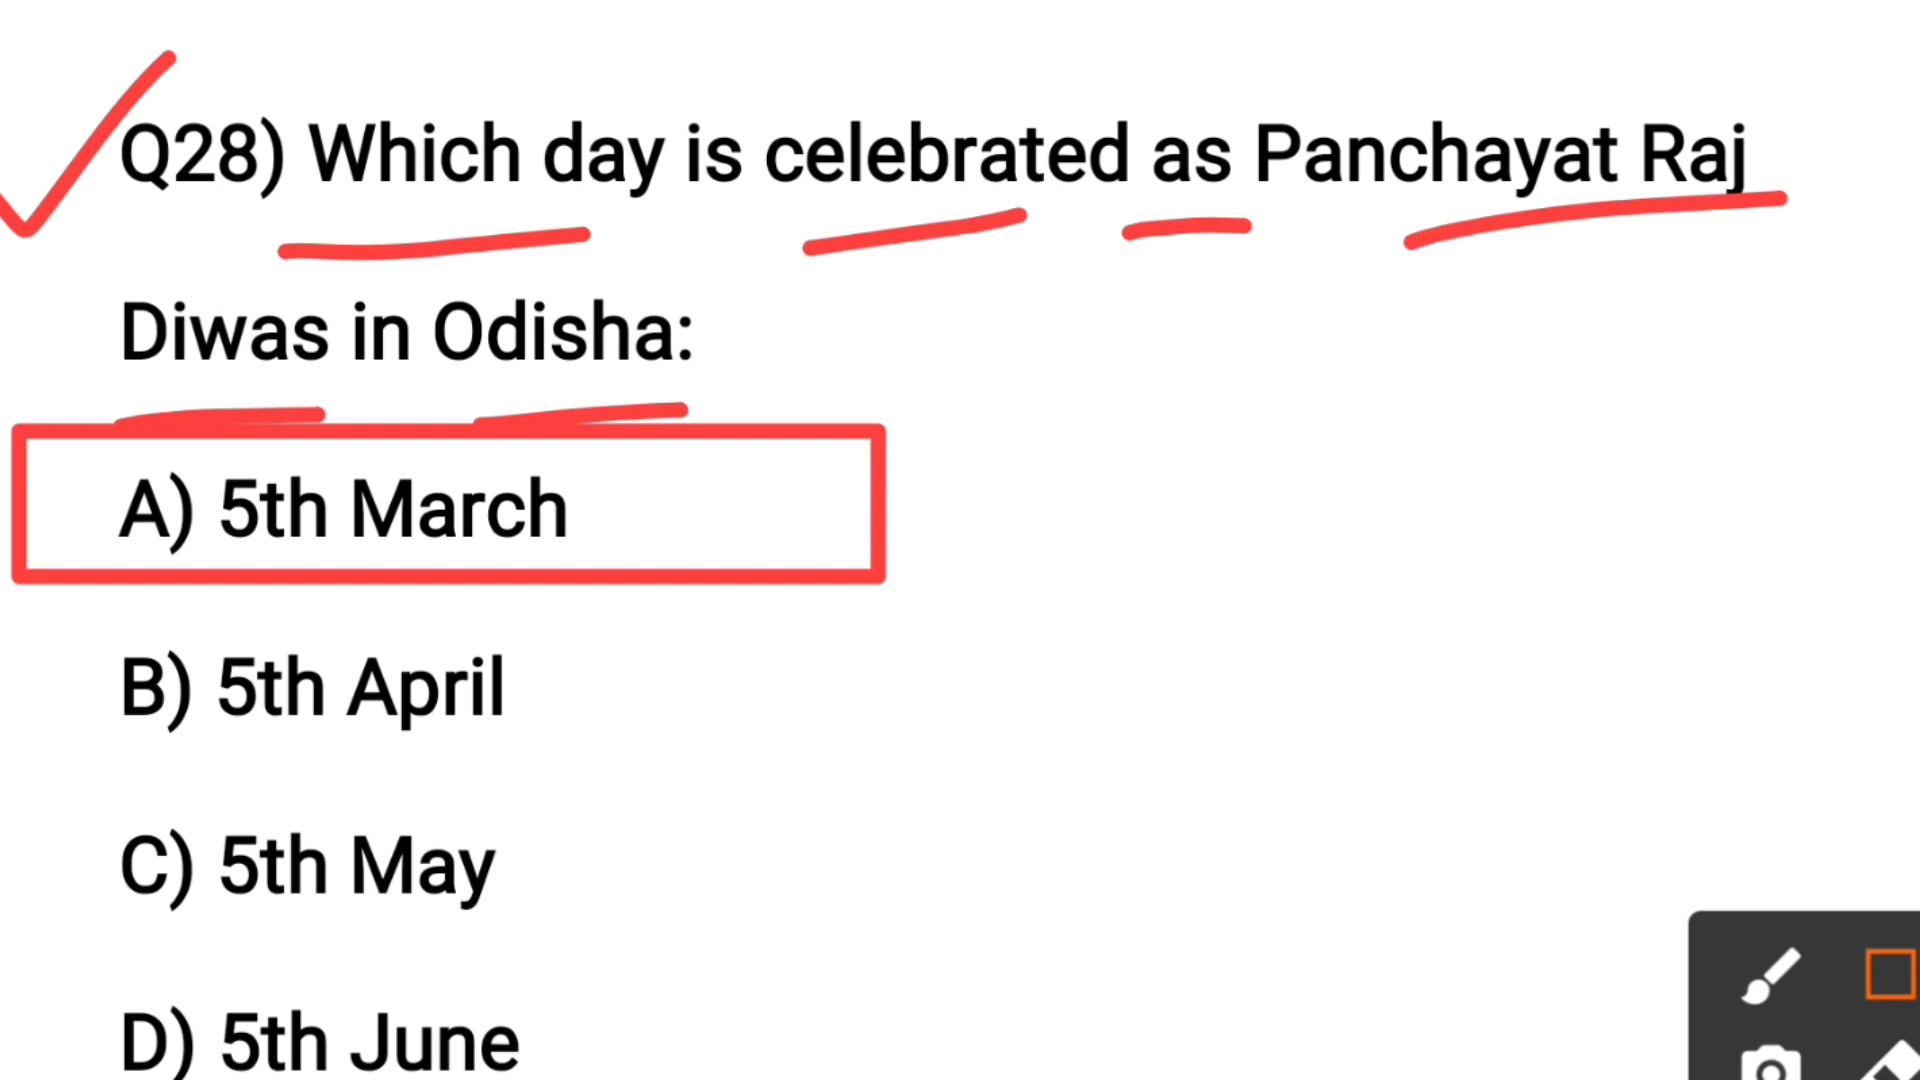 Q28) Which day is celebrated as Panchayat Raj
Diwas in Odisha:
A) 5th March
B) 5th April
C) 5th May
D) 5th June